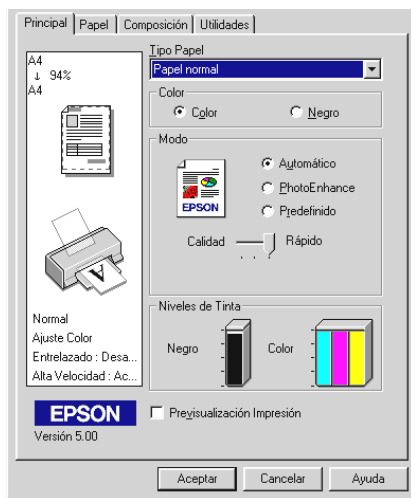 Principal Papel Composición Utilidades
A4
↓ 94%
A4
A
Normal
Ajuste Color
Entrelazado : Desa...
Alta Velocidad : Ac...
EPSON
Versión 5.00
Tipo Papel
Papel normal
Color
Color Negro
Modo
EPSON
Automático
PhotoEnhance
Predefinido
Calidad Rápido
Niveles de Tinta
Negro Color
Previsualización Impresión
Aceptar Cancelar Ayuda